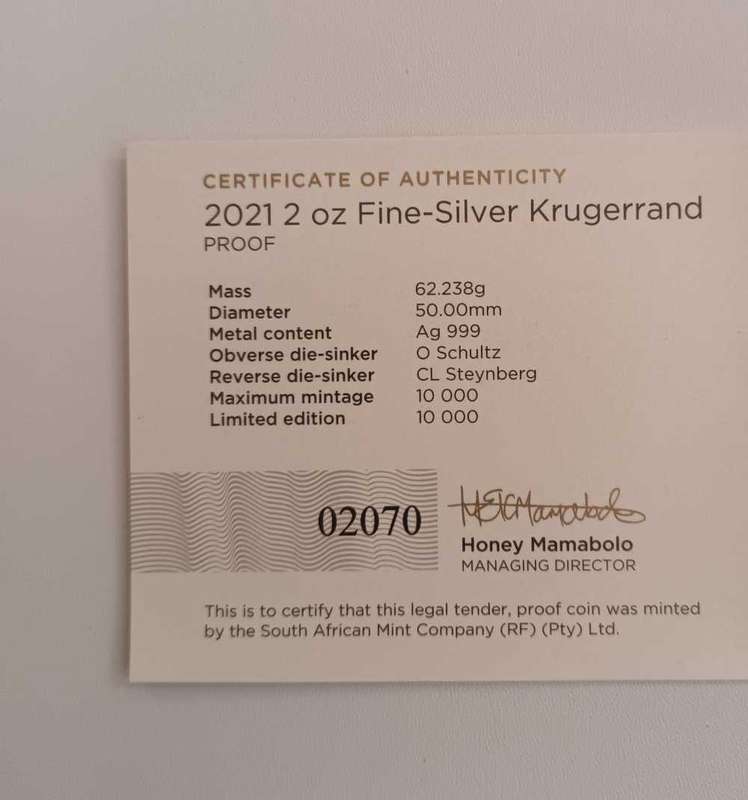 CERTIFICATE OF AUTHENTICITY
2021 2 oz Fine-Silver Krugerrand
PROOF
Mass 62.238g
Diameter 50.00mm
Metal content Ag 999
Obverse die-sinker O Schultz
Reverse die-sinker CL Steynberg
Maximum mintage 10 000
Limited edition 10 000
02070
Honey Mamabolo
MANAGING DIRECTOR
This is to certify that this legal tender, proof coin was minted
by the South African Mint Company (RF) (Pty) Ltd.